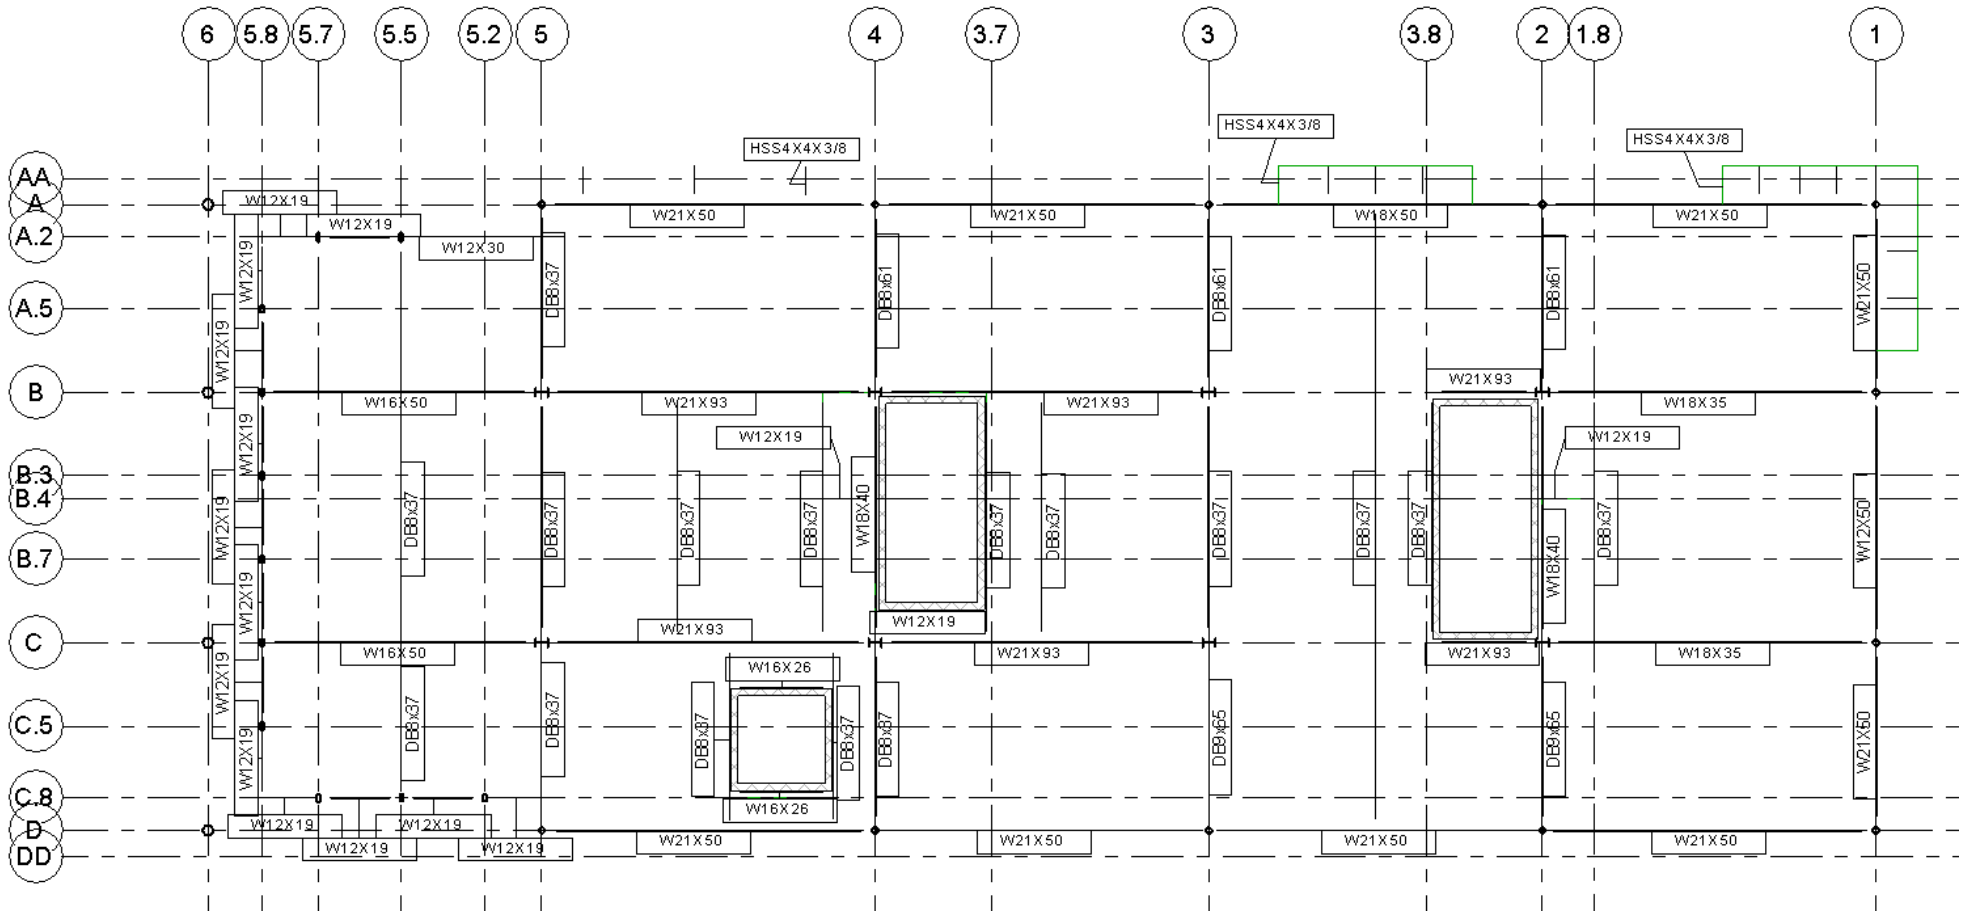 6 5.8 5.7 5.5 5.2 5 4 3.7 3 3.8 2 1.8 1
HSS4X4X3/8
HSS4X4X3/8
HSS4X4X3/8
AA
A
W12X19
W21X50
W21X50
W18X50
W21X50
W12X19
A.2
W12X30
W12X19
DB8x37
DB8x61
DB8x61
DB8x61
W21X50
A.5
W12X19
W21X93
B
W16X50
W21X93
W21X93
W18X35
W12X19
W12X19
W12X19
B.3
B.4
W12X19
DB8x37
DB8x37
DB8x37
DB8x37
W18X40
DB8x37
DB8x37
DB8x37
DB8x37
DB8x37
W18X40
DB8x37
W12X50
B.7
W12X19
W12X19
W21X93
C
W16X50
W21X93
W21X93
W18X35
W12X19
W16X26
C.5
DB8x37
DB8x37
DB8x37
DB8x37
DB8x37
DB9x65
DB9x65
W21X50
W12X19
C.8
W16X26
W12X19
W12X19
D
W21X50
W21X50
W21X50
W21X50
W12X19
W12X19
DD